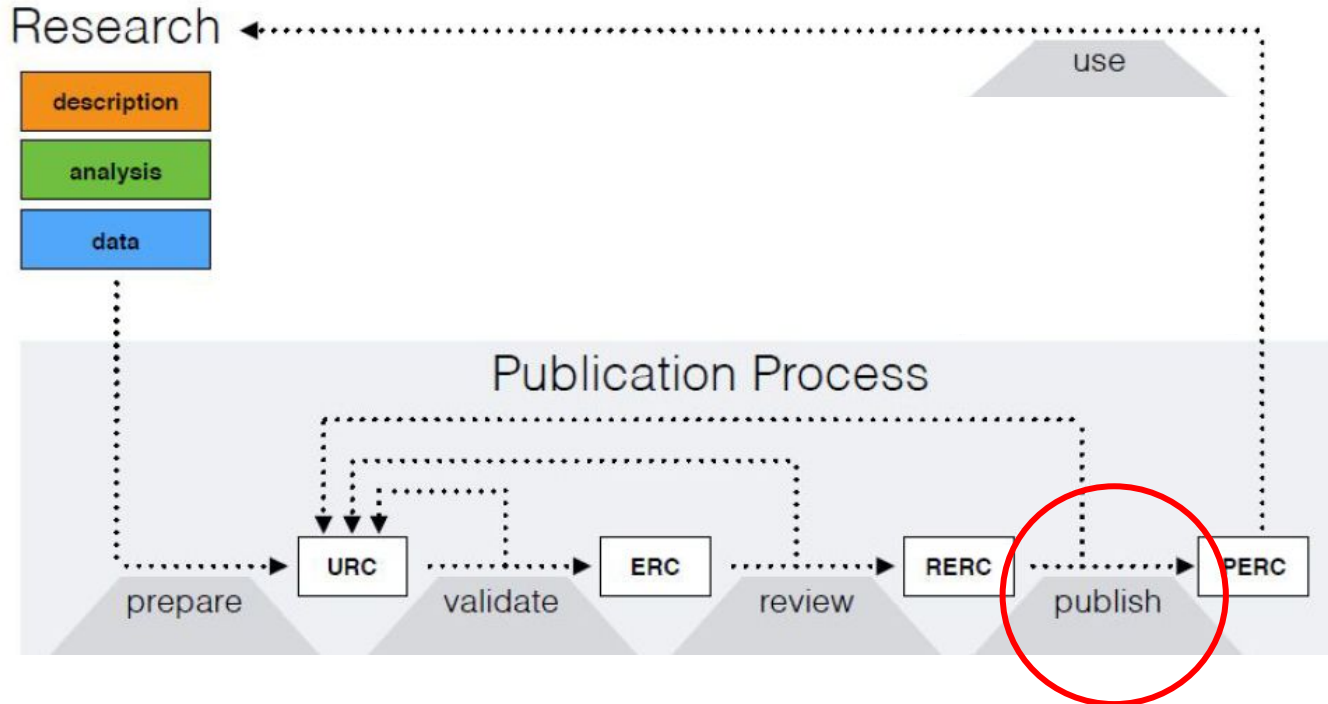 Research
use
description
analysis
data
Publication Process
URC
ERC
RERC
PERC
prepare
validate
review
publish